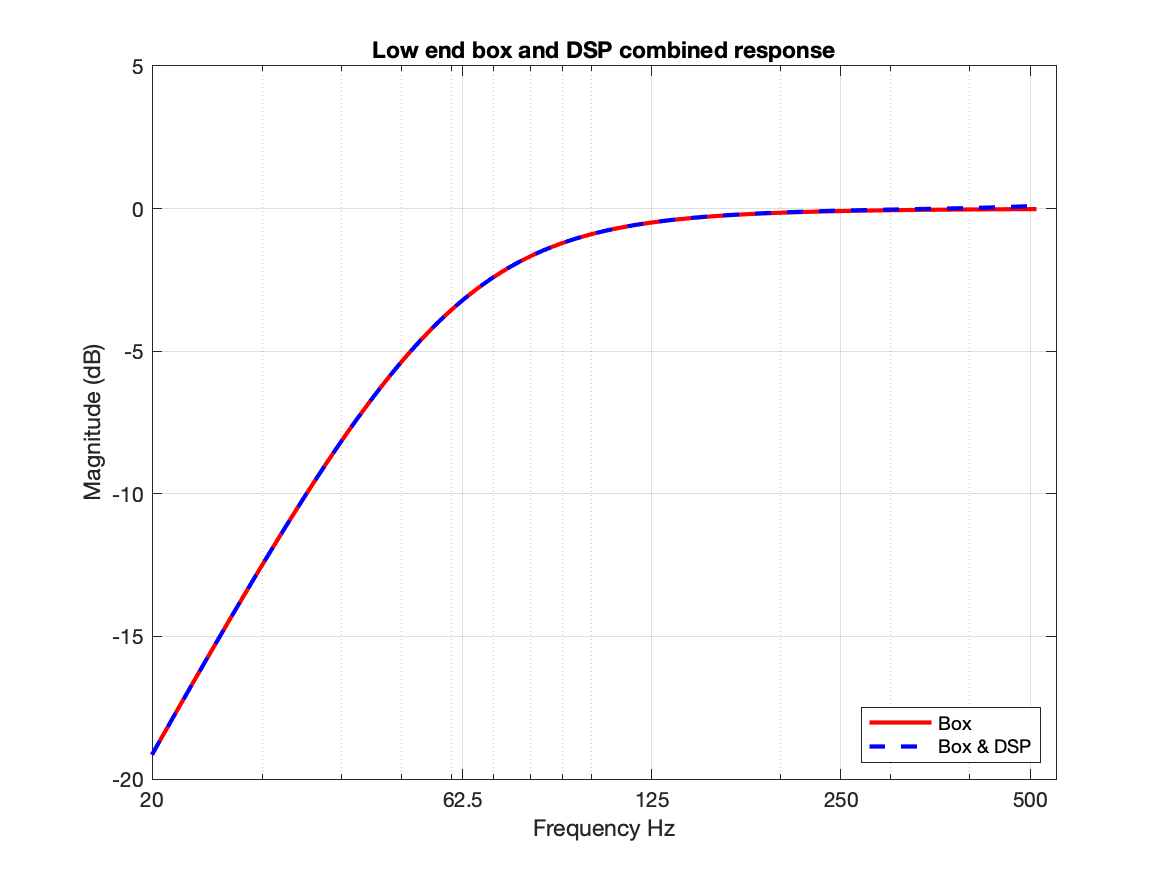 Low end box and DSP combined response
5
0
-5
-10
-15
-20
Magnitude (dB)
20 62.5 125 250 500
Frequency Hz
Box
Box & DSP